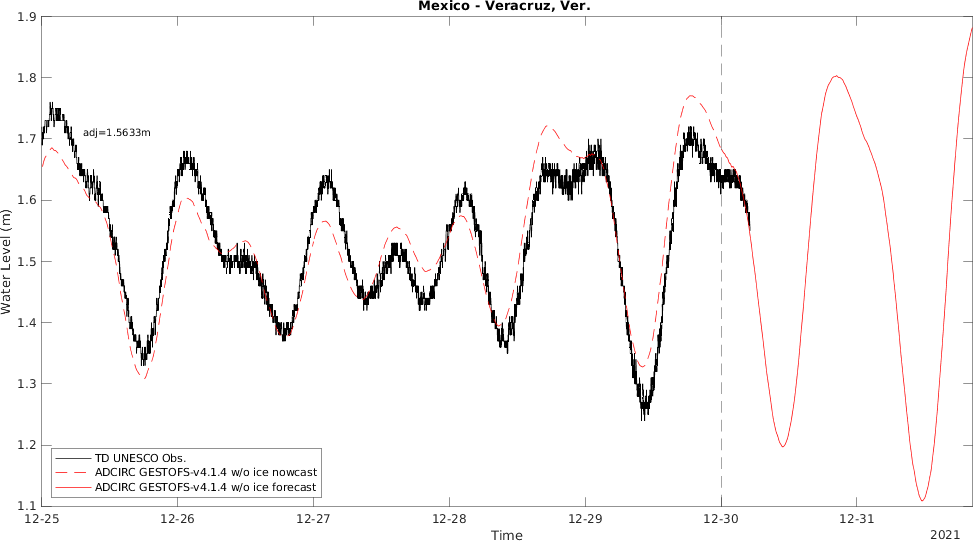 Mexico - Veracruz, Ver.
1.9
1.8
1.7
1.6
1.5
1.4
1.3
1.2
1.1
Water Level (m)
adj=1.5633m
TD UNESCO Obs.
ADCIRC GESTOFS-v4.1.4 w/o ice nowcast
ADCIRC GESTOFS-v4.1.4 w/o ice forecast
12-25 12-26 12-27 12-28 12-29 12-30 12-31
Time
2021